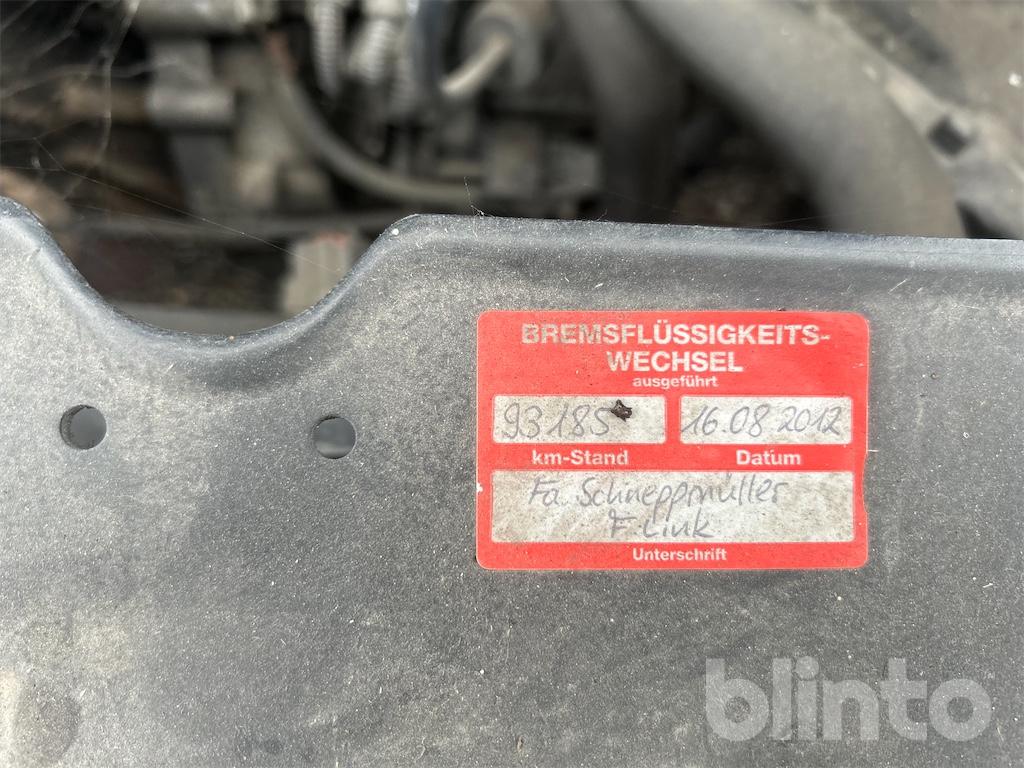 BREMSFLÜSSIGKEITS-
WECHSEL
ausgeführt
93185 16.08 2012
km-Stand Datum
Fa. Schneppmüller
F. Link
Unterschrift
blinto